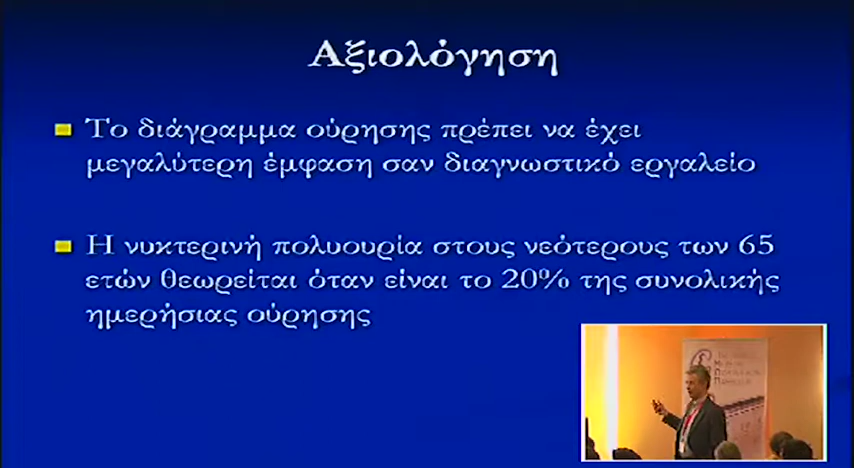 Αξιολόγηση
Το διάγραμμα ούρησης πρέπει να έχει
μεγαλύτερη έμφαση σαν διαγνωστικό εργαλείο
Η νυκτερινή πολυουρία στους νεότερους των 65
ετών θεωρείται όταν είναι το 20% της συνολικής
ημερήσιας ούρησης